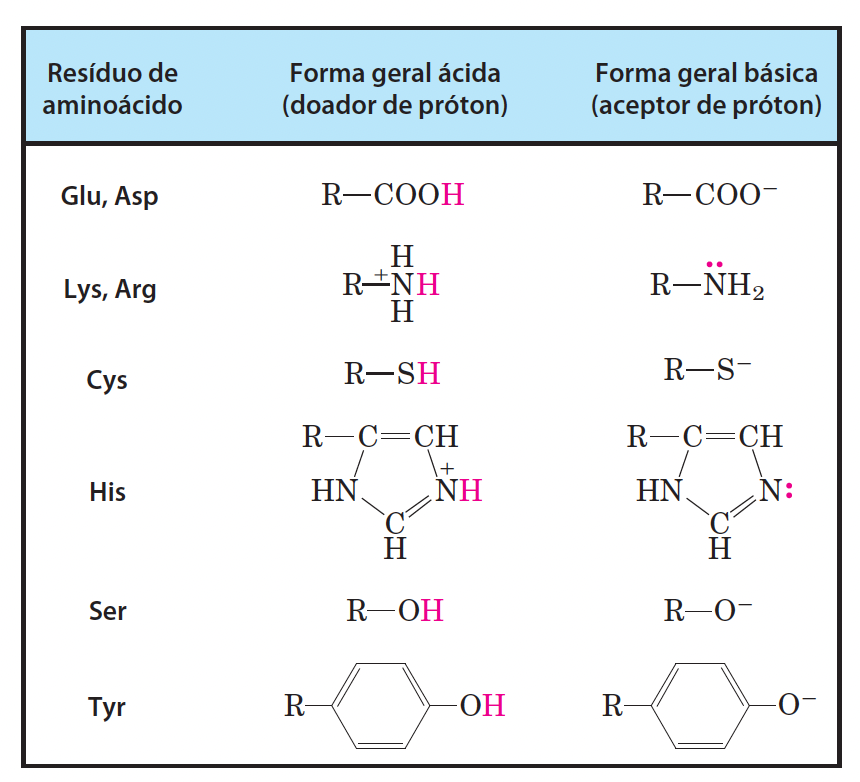 Resíduo de aminoácido
Forma geral ácida (doador de próton)
Forma geral básica (aceptor de próton)
Glu, Asp
R—COOH
R—COO⁻
Lys, Arg
H
R—⁺NH
H
R—N̈H₂
Cys
R—SH
R—S⁻
His
R—C=CH
HN
⁺NH
C
H
R—C=CH
HN
N:
C
H
Ser
R—OH
R—O⁻
Tyr
R—
—OH
R—
—O⁻